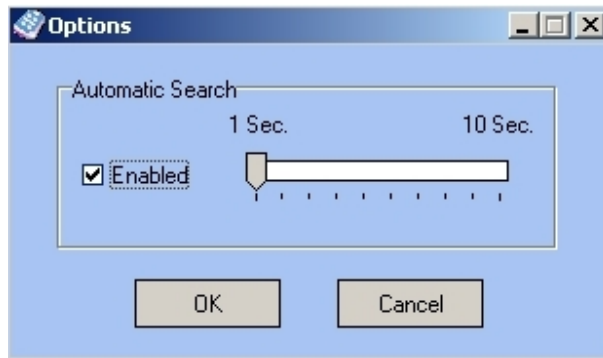 Options
Automatic Search
1 Sec. 10 Sec.
Enabled
OK Cancel